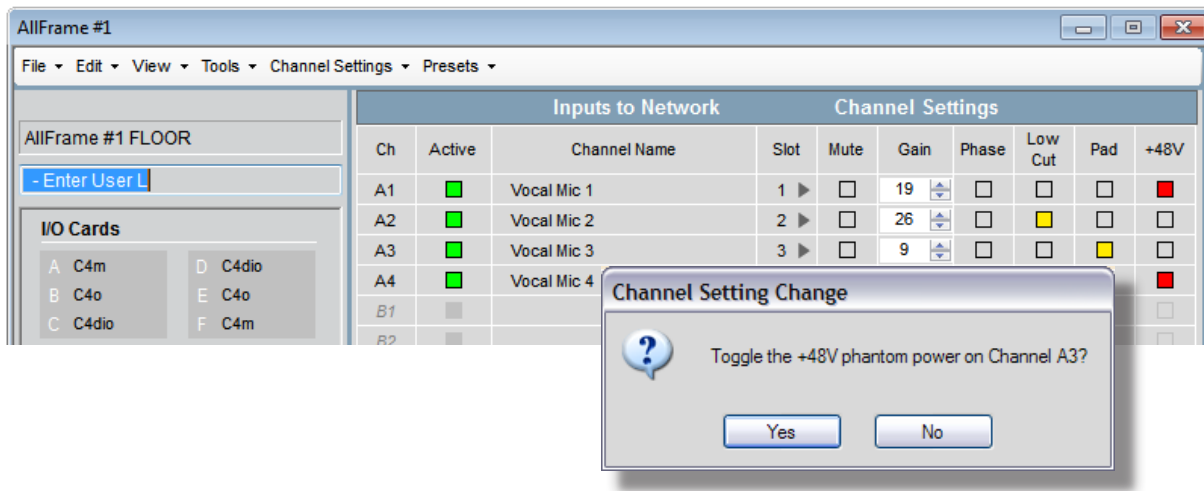 AllFrame #1
File Edit View Tools Channel Settings Presets
AllFrame #1 FLOOR
- Enter User L
I/O Cards
A C4m D C4dio
B C4o E C4o
C C4dio F C4m
Inputs to Network Channel Settings
Ch Active Channel Name Slot Mute Gain Phase Low Cut Pad +48V
A1 Vocal Mic 1 1 19
A2 Vocal Mic 2 2 26
A3 Vocal Mic 3 3 9
A4 Vocal Mic 4
B1
B2
Channel Setting Change
Toggle the +48V phantom power on Channel A3?
Yes No